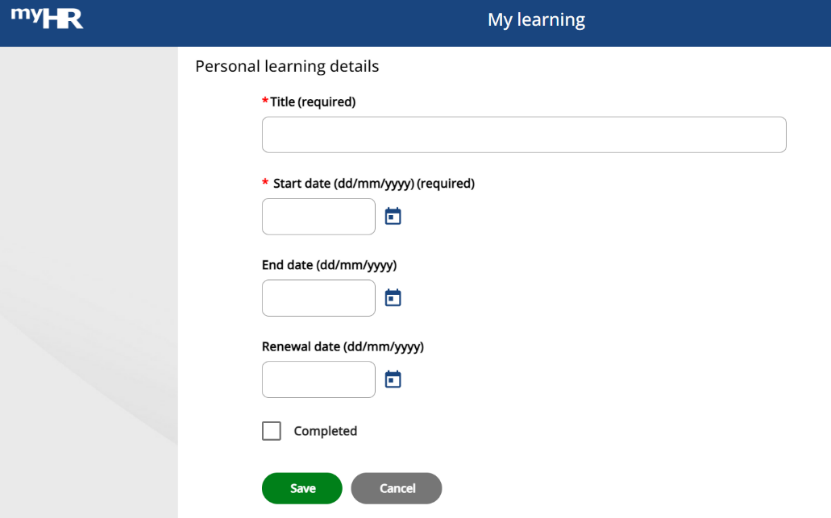 myHR
My learning
Personal learning details
*Title (required)
* Start date (dd/mm/yyyy) (required)
End date (dd/mm/yyyy)
Renewal date (dd/mm/yyyy)
Completed
Save Cancel